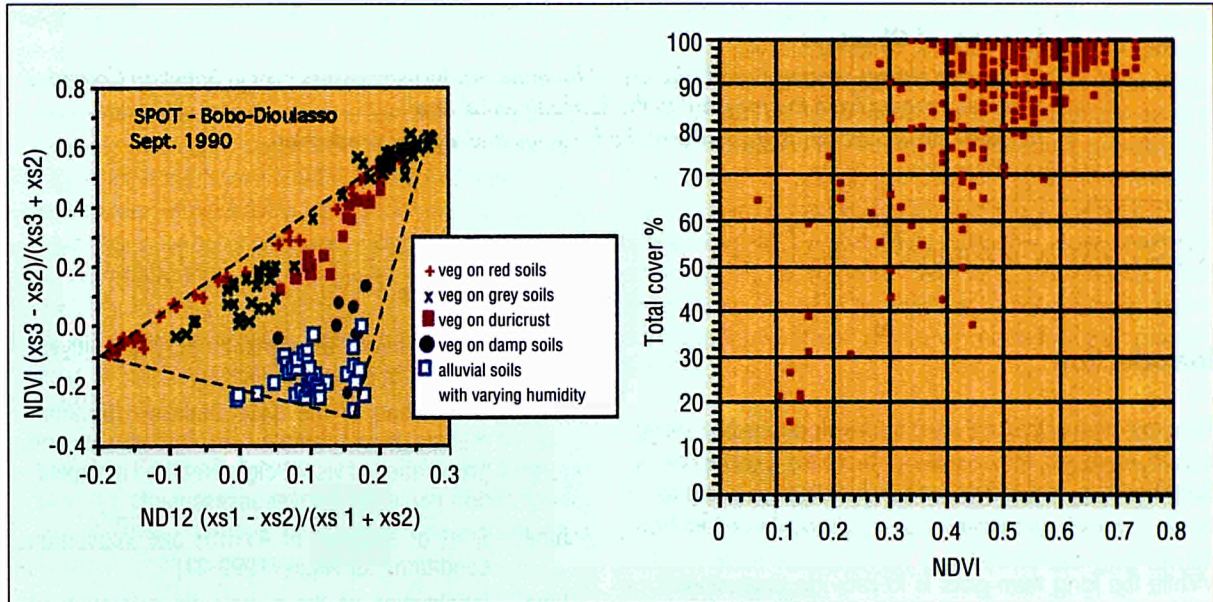 SPOT - Bobo-Dioulasso
Sept. 1990
NDVI (xs3 - xs2)/(xs3 + xs2)
0.8
0.6
0.4
0.2
0.0
-0.2
-0.4
-0.2
-0.1
0.0
0.1
0.2
0.3
ND12 (xs1 - xs2)/(xs 1 + xs2)
veg on red soils
veg on grey soils
veg on duricrust
veg on damp soils
alluvial soils
with varying humidity
Total cover %
100
90
80
70
60
50
40
30
20
10
0
0
0.1
0.2
0.3
0.4
0.5
0.6
0.7
0.8
NDVI